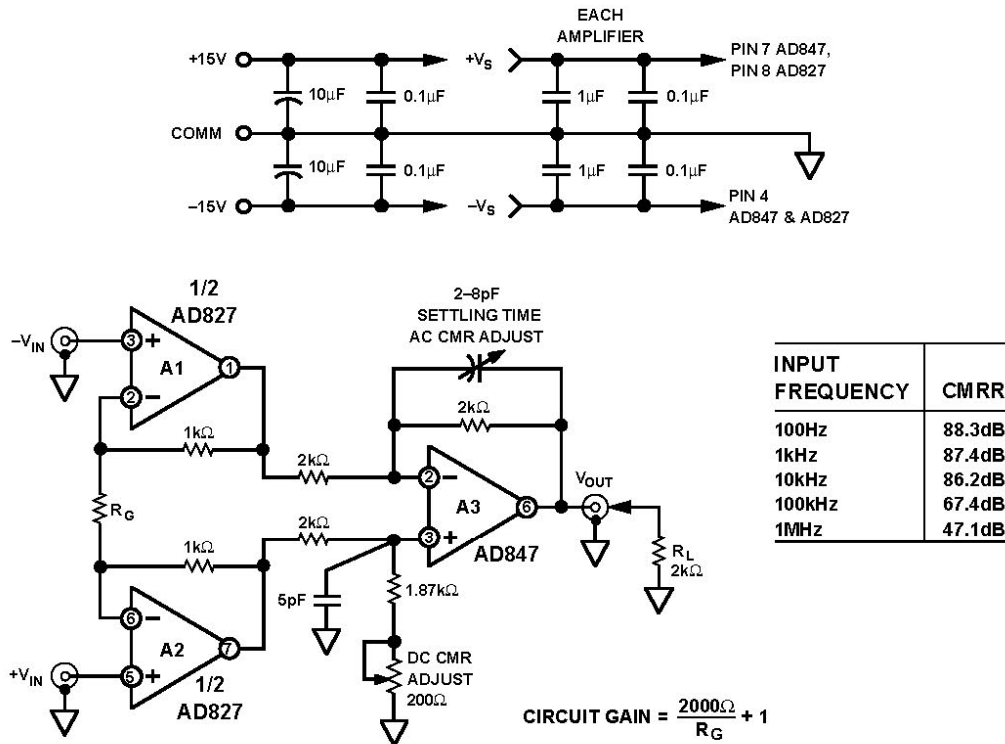 EACH
AMPLIFIER
+15V
+VS
PIN 7 AD847,
PIN 8 AD827
10μF
0.1μF
1μF
0.1μF
COMM
10μF
0.1μF
1μF
0.1μF
–15V
–VS
PIN 4
AD847 & AD827
1/2
AD827
2–8pF
SETTLING TIME
AC CMR ADJUST
–VIN
3
+
A1
1
2
–
1kΩ
2kΩ
2kΩ
RG
2
–
A3
6
3
+
AD847
VOUT
RL
2kΩ
2kΩ
1kΩ
5pF
1.87kΩ
6
–
A2
7
5
+
+VIN
1/2
AD827
DC CMR
ADJUST
200Ω
CIRCUIT GAIN = 2000Ω / RG + 1
INPUT
FREQUENCY CMRR
100Hz 88.3dB
1kHz 87.4dB
10kHz 86.2dB
100kHz 67.4dB
1MHz 47.1dB